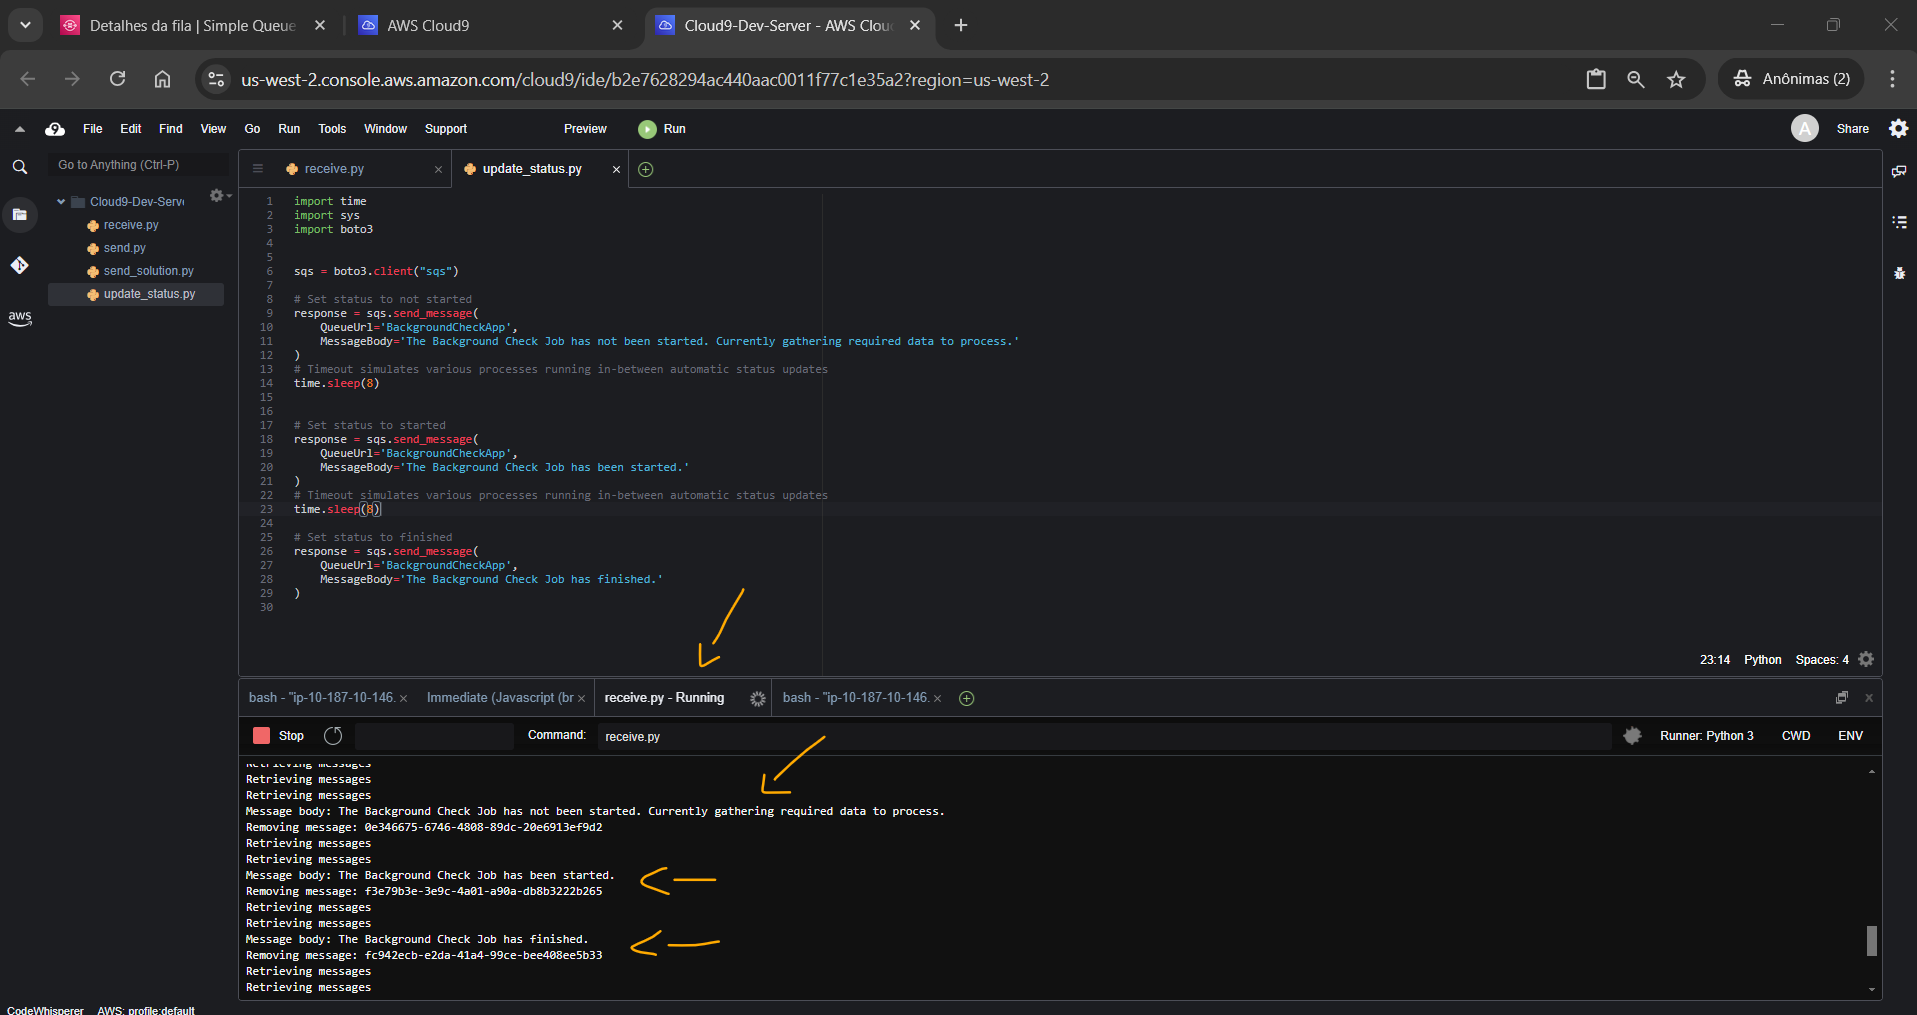 Detalhes da fila | Simple Queue
AWS Cloud9
Cloud9-Dev-Server - AWS Clou
us-west-2.console.aws.amazon.com/cloud9/ide/b2e7628294ac440aac0011f77c1e35a2?region=us-west-2
Anônimas (2)
9 File Edit Find View Go Run Tools Window Support Preview Run A Share
Go to Anything (Ctrl-P)
Cloud9-Dev-Serve
receive.py
send.py
send_solution.py
update_status.py
aws
receive.py
update_status.py
1 import time
2 import sys
3 import boto3
4
5
6 sqs = boto3.client("sqs")
7
8 # Set status to not started
9 response = sqs.send_message(
10 QueueUrl='BackgroundCheckApp',
11 MessageBody='The Background Check Job has not been started. Currently gathering required data to process.'
12 )
13 # Timeout simulates various processes running in-between automatic status updates
14 time.sleep(8)
15
16
17 # Set status to started
18 response = sqs.send_message(
19 QueueUrl='BackgroundCheckApp',
20 MessageBody='The Background Check Job has been started.'
21 )
22 # Timeout simulates various processes running in-between automatic status updates
23 time.sleep(8)
24
25 # Set status to finished
26 response = sqs.send_message(
27 QueueUrl='BackgroundCheckApp',
28 MessageBody='The Background Check Job has finished.'
29 )
30
23:14 Python Spaces: 4
bash - "ip-10-187-10-146.
Immediate (Javascript (br
receive.py - Running
bash - "ip-10-187-10-146.
Stop Command: receive.py Runner: Python 3 CWD ENV
Retrieving messages
Retrieving messages
Retrieving messages
Message body: The Background Check Job has not been started. Currently gathering required data to process.
Removing message: 0e346675-6746-4808-89dc-20e6913ef9d2
Retrieving messages
Retrieving messages
Message body: The Background Check Job has been started.
Removing message: f3e79b3e-3e9c-4a01-a90a-db8b3222b265
Retrieving messages
Retrieving messages
Message body: The Background Check Job has finished.
Removing message: fc942ecb-e2da-41a4-99ce-bee408ee5b33
Retrieving messages
Retrieving messages
CodeWhisperer AWS: profile:default